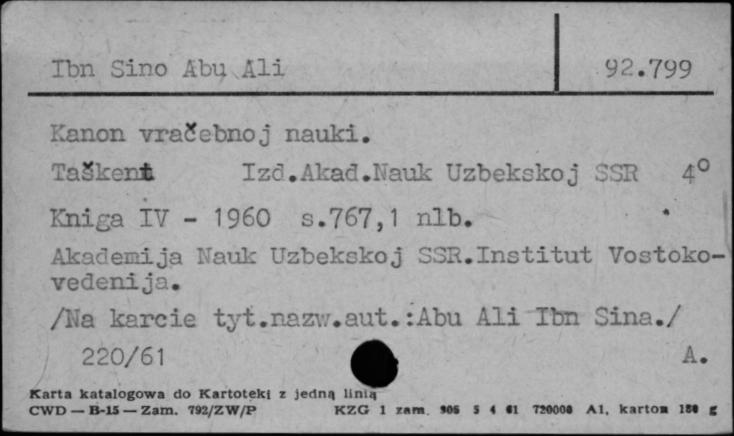 Ibn Sino Abu Ali 92.799
Kanon vračebnoj nauki.
Taškent Izd.Akad.Nauk Uzbekskoj SSR 4°
Kniga IV - 1960 s.767,1 nlb.
Akademija Nauk Uzbekskoj SSR.Institut Vostoko-
vedenija.
/Na karcie tyt.nazw.aut.:Abu Ali Ibn Sina./
220/61 A.
Karta katalogowa do Kartoteki z jedną linią
CWD — B-15 — Zam. 792/ZW/P KZG 1 zam. 905 5 4 61 720000 A1, karton 180 g